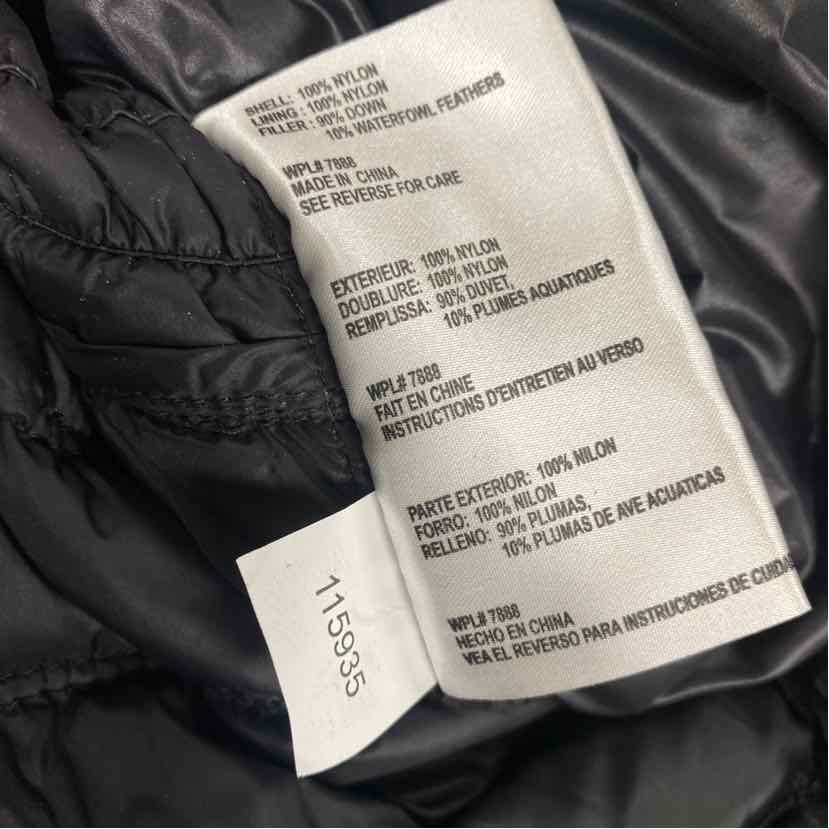 SHELL: 100% NYLON
LINING : 100% NYLON
FILLER : 90% DOWN
10% WATERFOWL FEATHERS
WPL# 7888
MADE IN CHINA
SEE REVERSE FOR CARE
EXTERIEUR: 100% NYLON
DOUBLURE: 100% NYLON
REMPLISSA: 90% DUVET,
10% PLUMES AQUATIQUES
WPL# 7888
FAIT EN CHINE
INSTRUCTIONS D'ENTRETIEN AU VERSO
PARTE EXTERIOR: 100% NILON
FORRO: 100% NILON
RELLENO: 90% PLUMAS,
10% PLUMAS DE AVE ACUATICAS
WPL# 7888
HECHO EN CHINA
VEA EL REVERSO PARA INSTRUCIONES DE CUIDA
115935